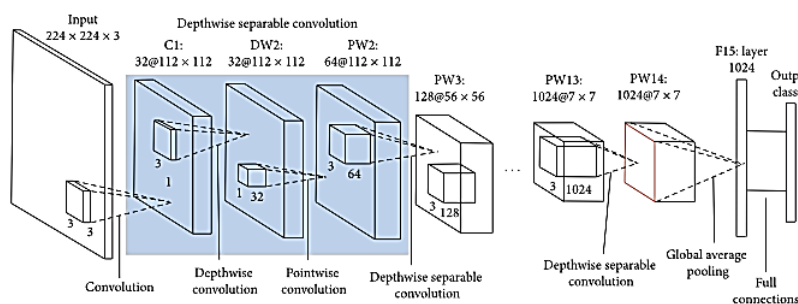 Input
224 × 224 × 3
Depthwise separable convolution
C1:
32@112 × 112
DW2:
32@112 × 112
PW2:
64@112 × 112
PW3:
128@56 × 56
PW13:
1024@7 × 7
PW14:
1024@7 × 7
F15: layer
1024
Outp
class
3
3
3
1
1
32
3
64
3
128
...
3
1024
Convolution
Depthwise
convolution
Pointwise
convolution
Depthwise separable
convolution
Depthwise separable
convolution
Global average
pooling
Full
connections